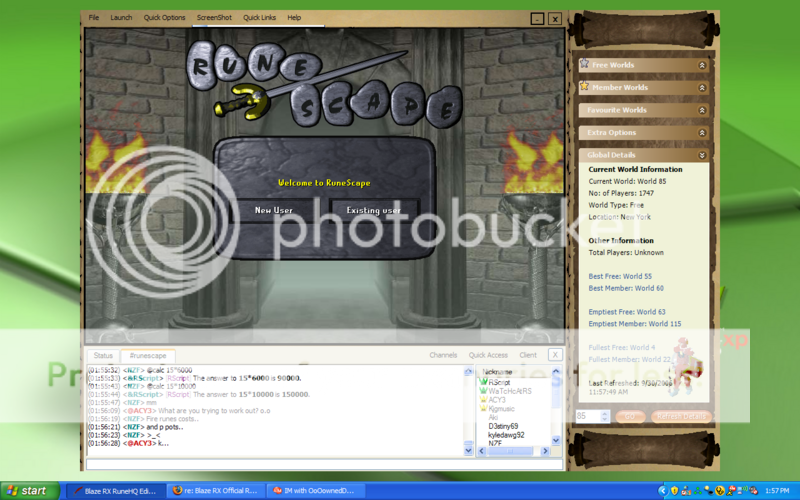 File Launch Quick Options ScreenShot Quick Links Help
RUNE
SCAPE
Welcome to RuneScape
New User Existing user
photobucket
Free Worlds
Member Worlds
Favourite Worlds
Extra Options
Global Details
Current World Information
Current World: World 85
No: of Players: 1747
World Type: Free
Location: New York
Other Information
Total Players: Unknown
Best Free: World 55
Best Member: World 60
Emptiest Free: World 63
Emptiest Member: World 115
Fullest Free: World 4
Fullest Member: World 22
Last Refreshed: 9/30/2008
11:57:49 AM
85
Status #runescape Channels Quick Access Client X
(01:55:32) <NZF> @calc 15*6000
(01:55:33) <&RScript> [RScript] The answer to 15*6000 is 90000.
(01:55:43) <NZF> @calc 15*10000
(01:55:44) <&RScript> [RScript] The answer to 15*10000 is 150000.
(01:55:47) <NZF> mm
(01:56:09) <@ACY3> What are you trying to work out? o.o
(01:56:19) <NZF> Fire runes costs..
(01:56:21) <NZF> and p pots..
(01:56:23) <NZF> >_<
(01:56:28) <@ACY3> k...
Nickname
RScript
WaToHcAtRS
ACY3
Kjgmusic
Aki
D3tiny69
kyledawg92
NZF
xp
start Blaze RX RuneHQ Edi... re: Blaze RX Official R... IM with OoOownedD... 1:57 PM